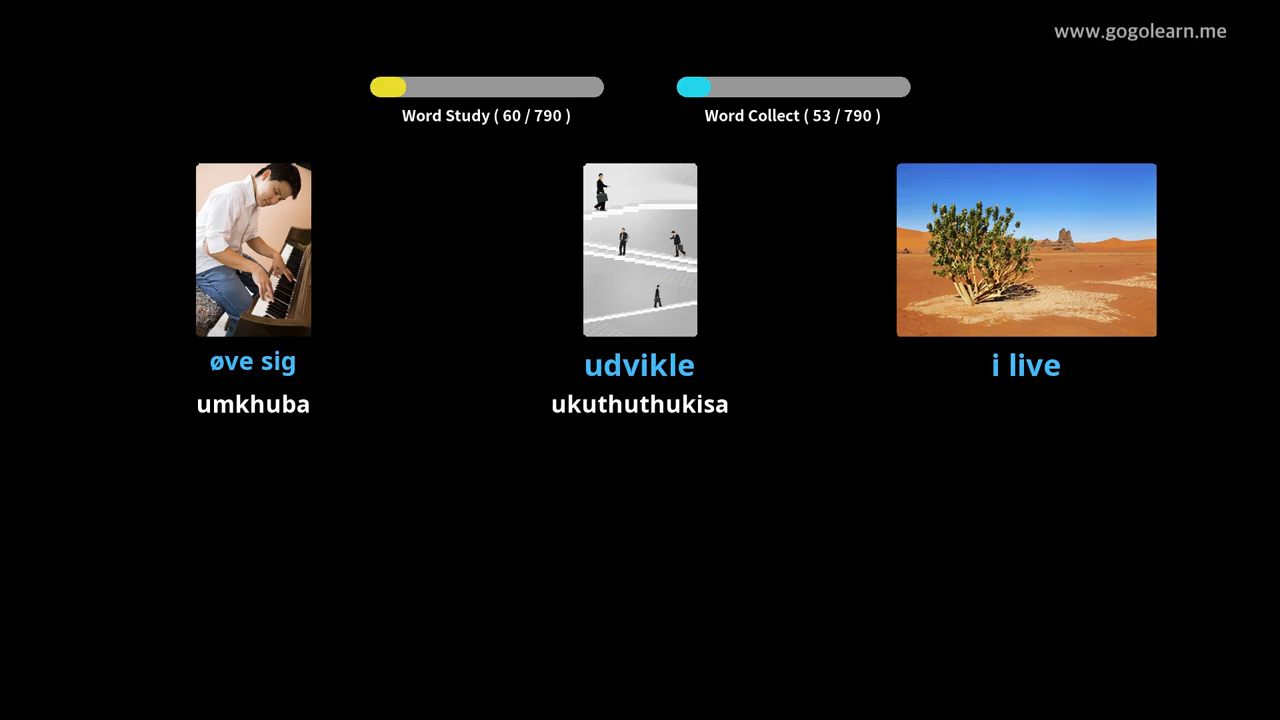 www.gogolearn.me
Word Study ( 60 / 790 )
Word Collect ( 53 / 790 )
øve sig
udvikle
i live
umkhuba
ukuthuthukisa